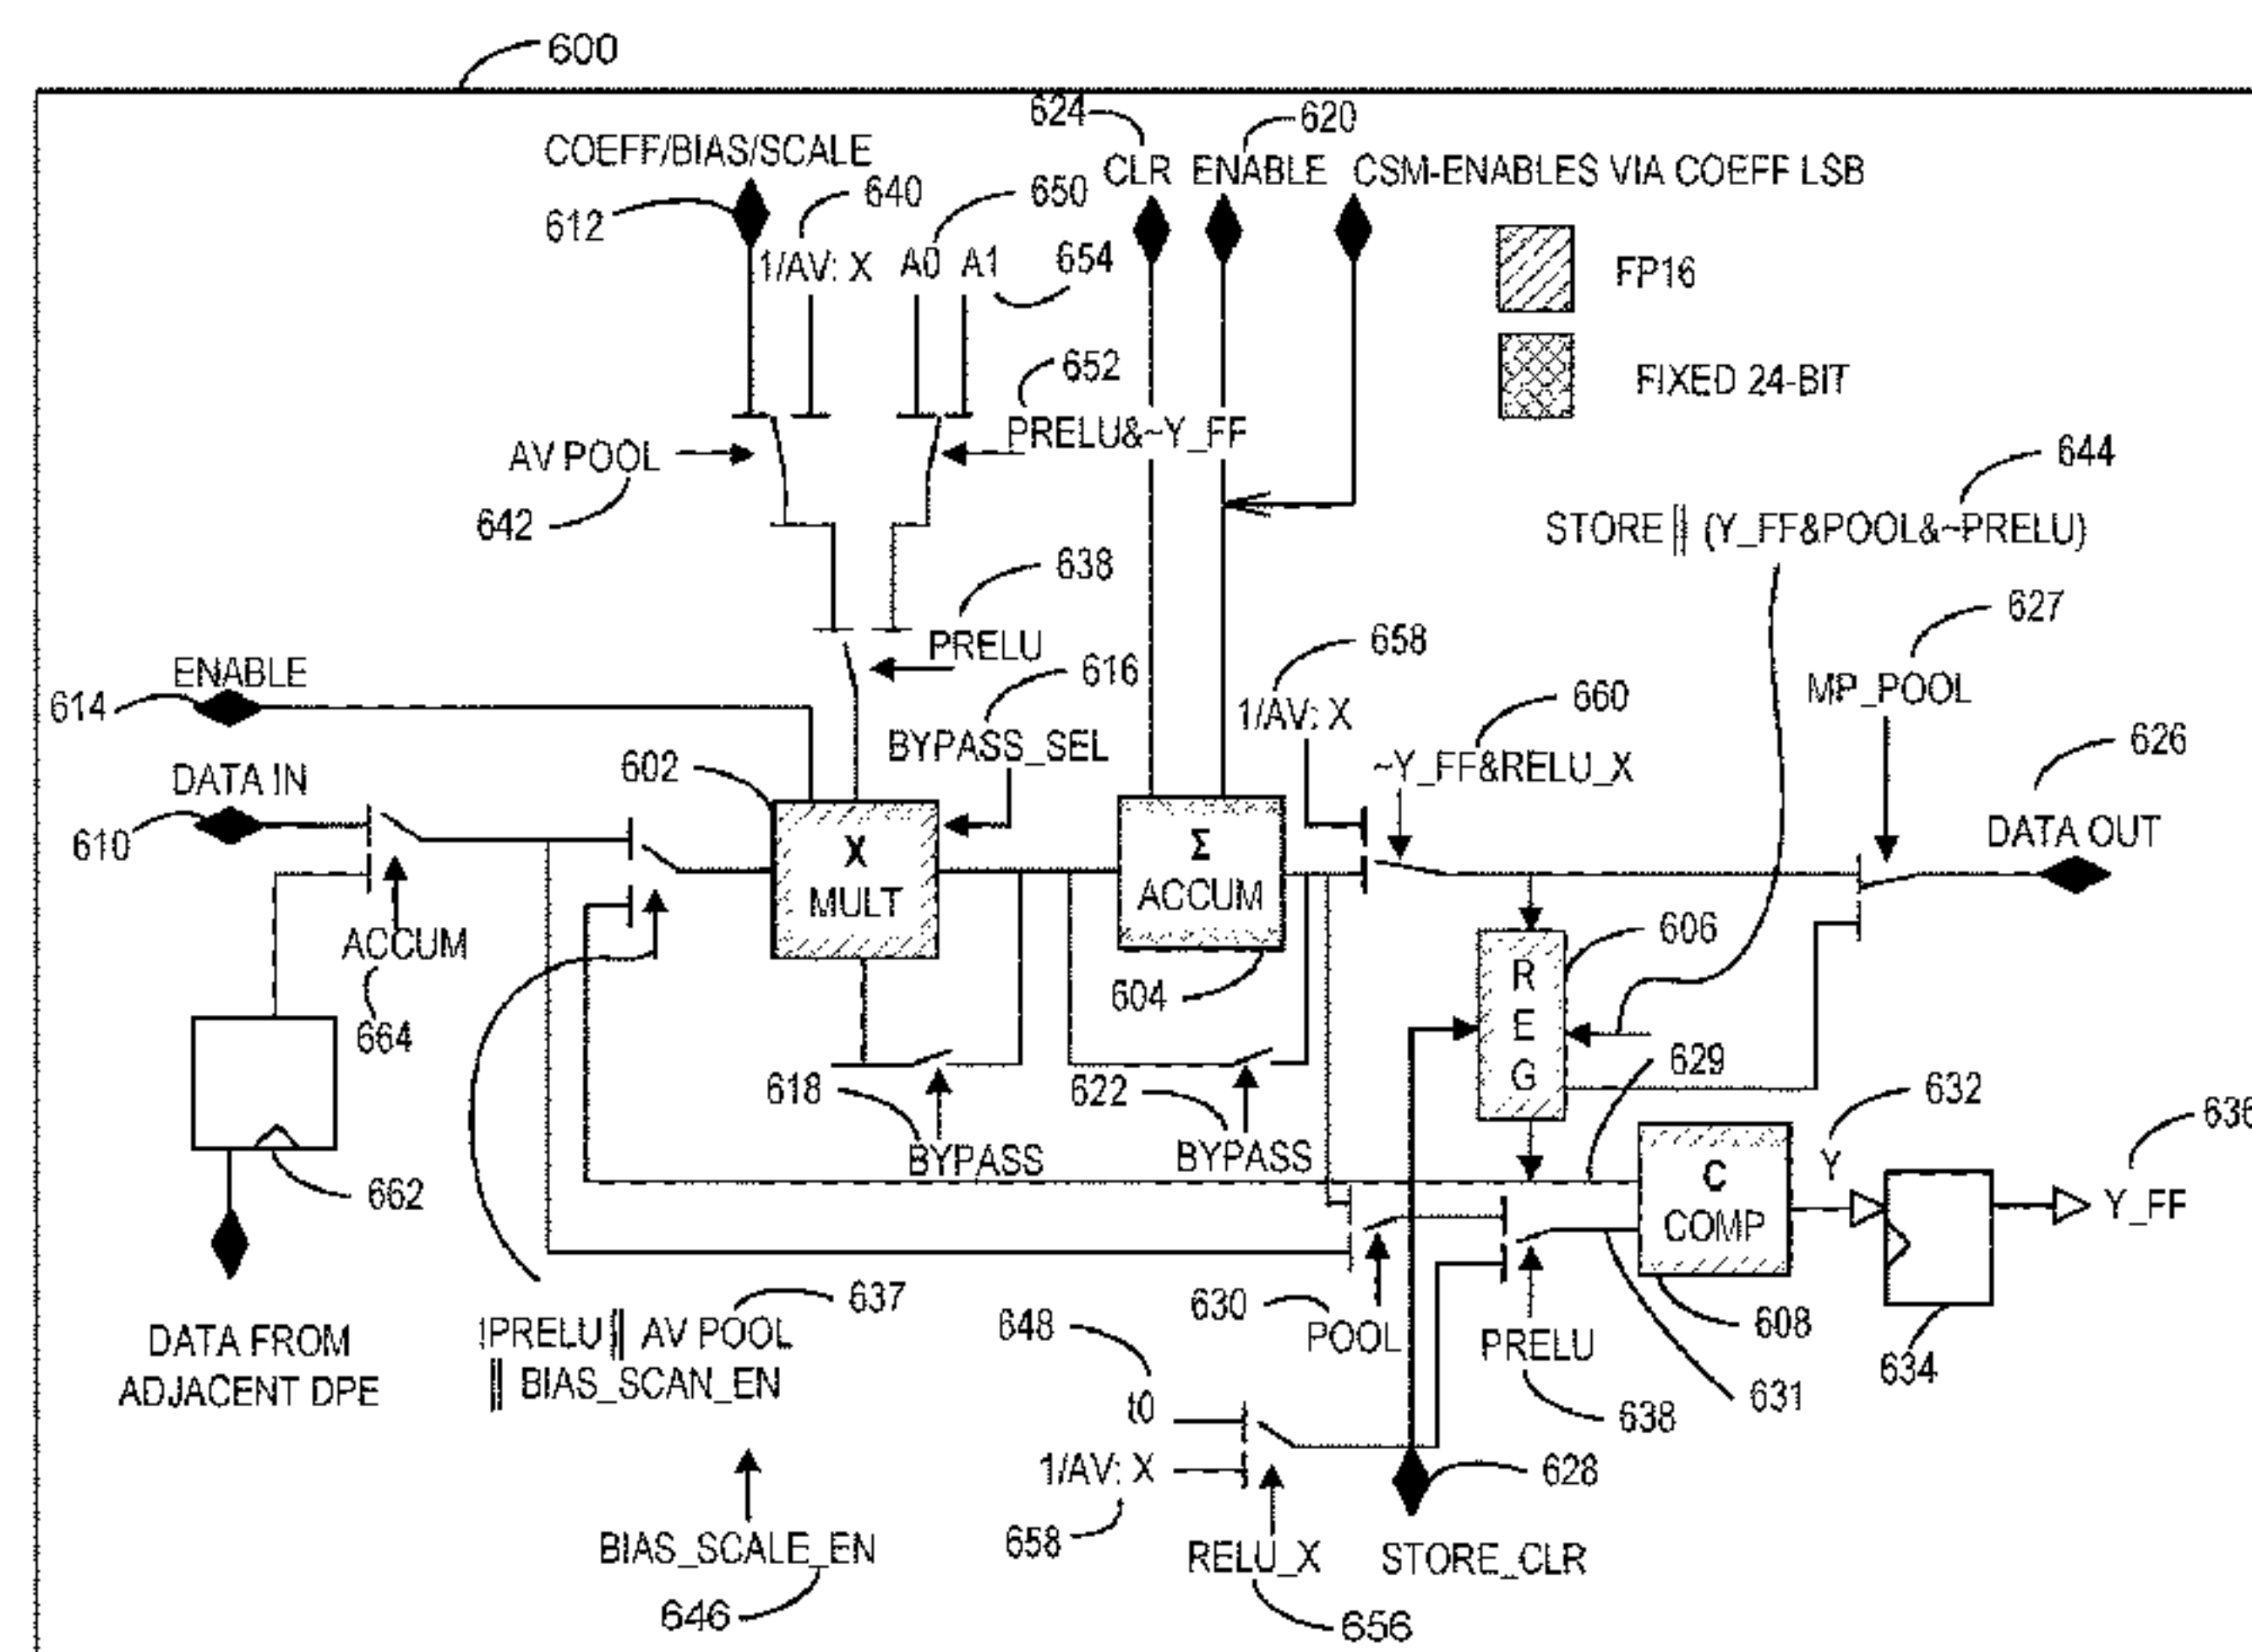 600
624
620
COEFF/BIAS/SCALE
CLR ENABLE CSM-ENABLES VIA COEFF LSB
640
650
612
1/AV: X A0 A1
654
FP16
652
FIXED 24-BIT
PRELU&~Y_FF
AV POOL
644
642
STORE || (Y_FF&POOL&~PRELU)
638
627
PRELU
658
ENABLE
616
MP_POOL
614
1/AV: X
660
BYPASS_SEL
626
602
~Y_FF&RELU_X
DATA IN
DATA OUT
610
X
MULT
Σ
ACCUM
606
ACCUM
R
E
G
604
664
629
618
622
632
636
BYPASS
BYPASS
Y
C
COMP
Y_FF
662
637
630
648
608
DATA FROM
ADJACENT DPE
!PRELU || AV POOL
|| BIAS_SCAN_EN
POOL
PRELU
634
631
t0
638
1/AV: X
628
658
BIAS_SCALE_EN
RELU_X
STORE_CLR
646
656